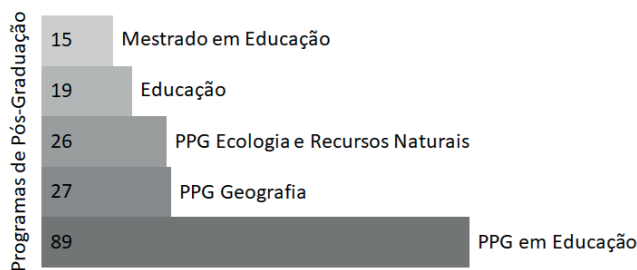 Programas de Pós-Graduação
15 Mestrado em Educação
19 Educação
26 PPG Ecologia e Recursos Naturais
27 PPG Geografia
89 PPG em Educação